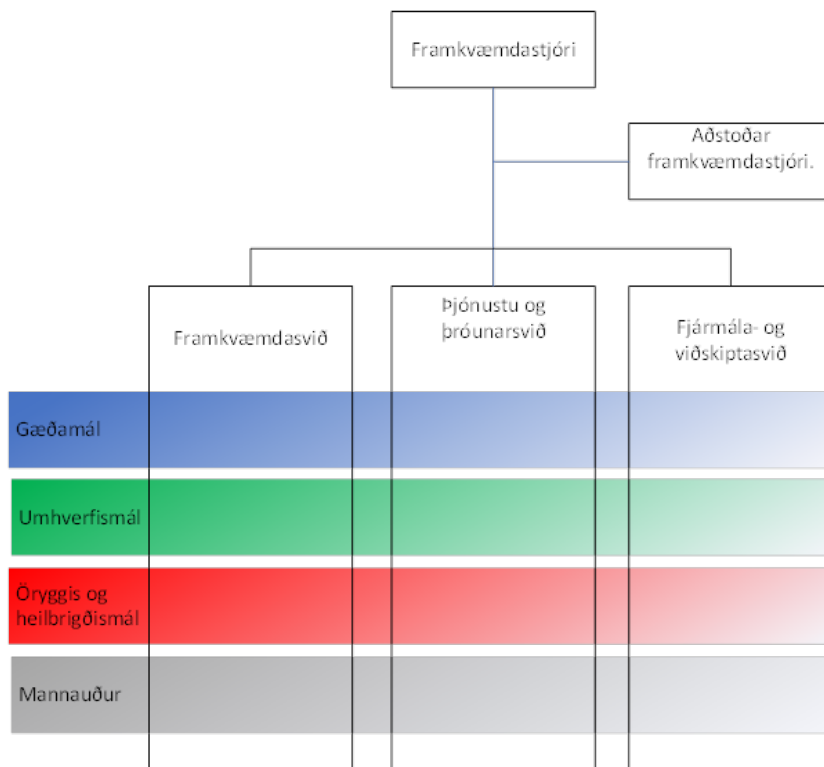 Framkvæmdastjóri
Aðstoðar
framkvæmdastjóri.
Framkvæmdasvið
Þjónustu og
þróunarsvið
Fjármála- og
viðskiptasvið
Gæðamál
Umhverfismál
Öryggis og
heilbrigðismál
Mannauður